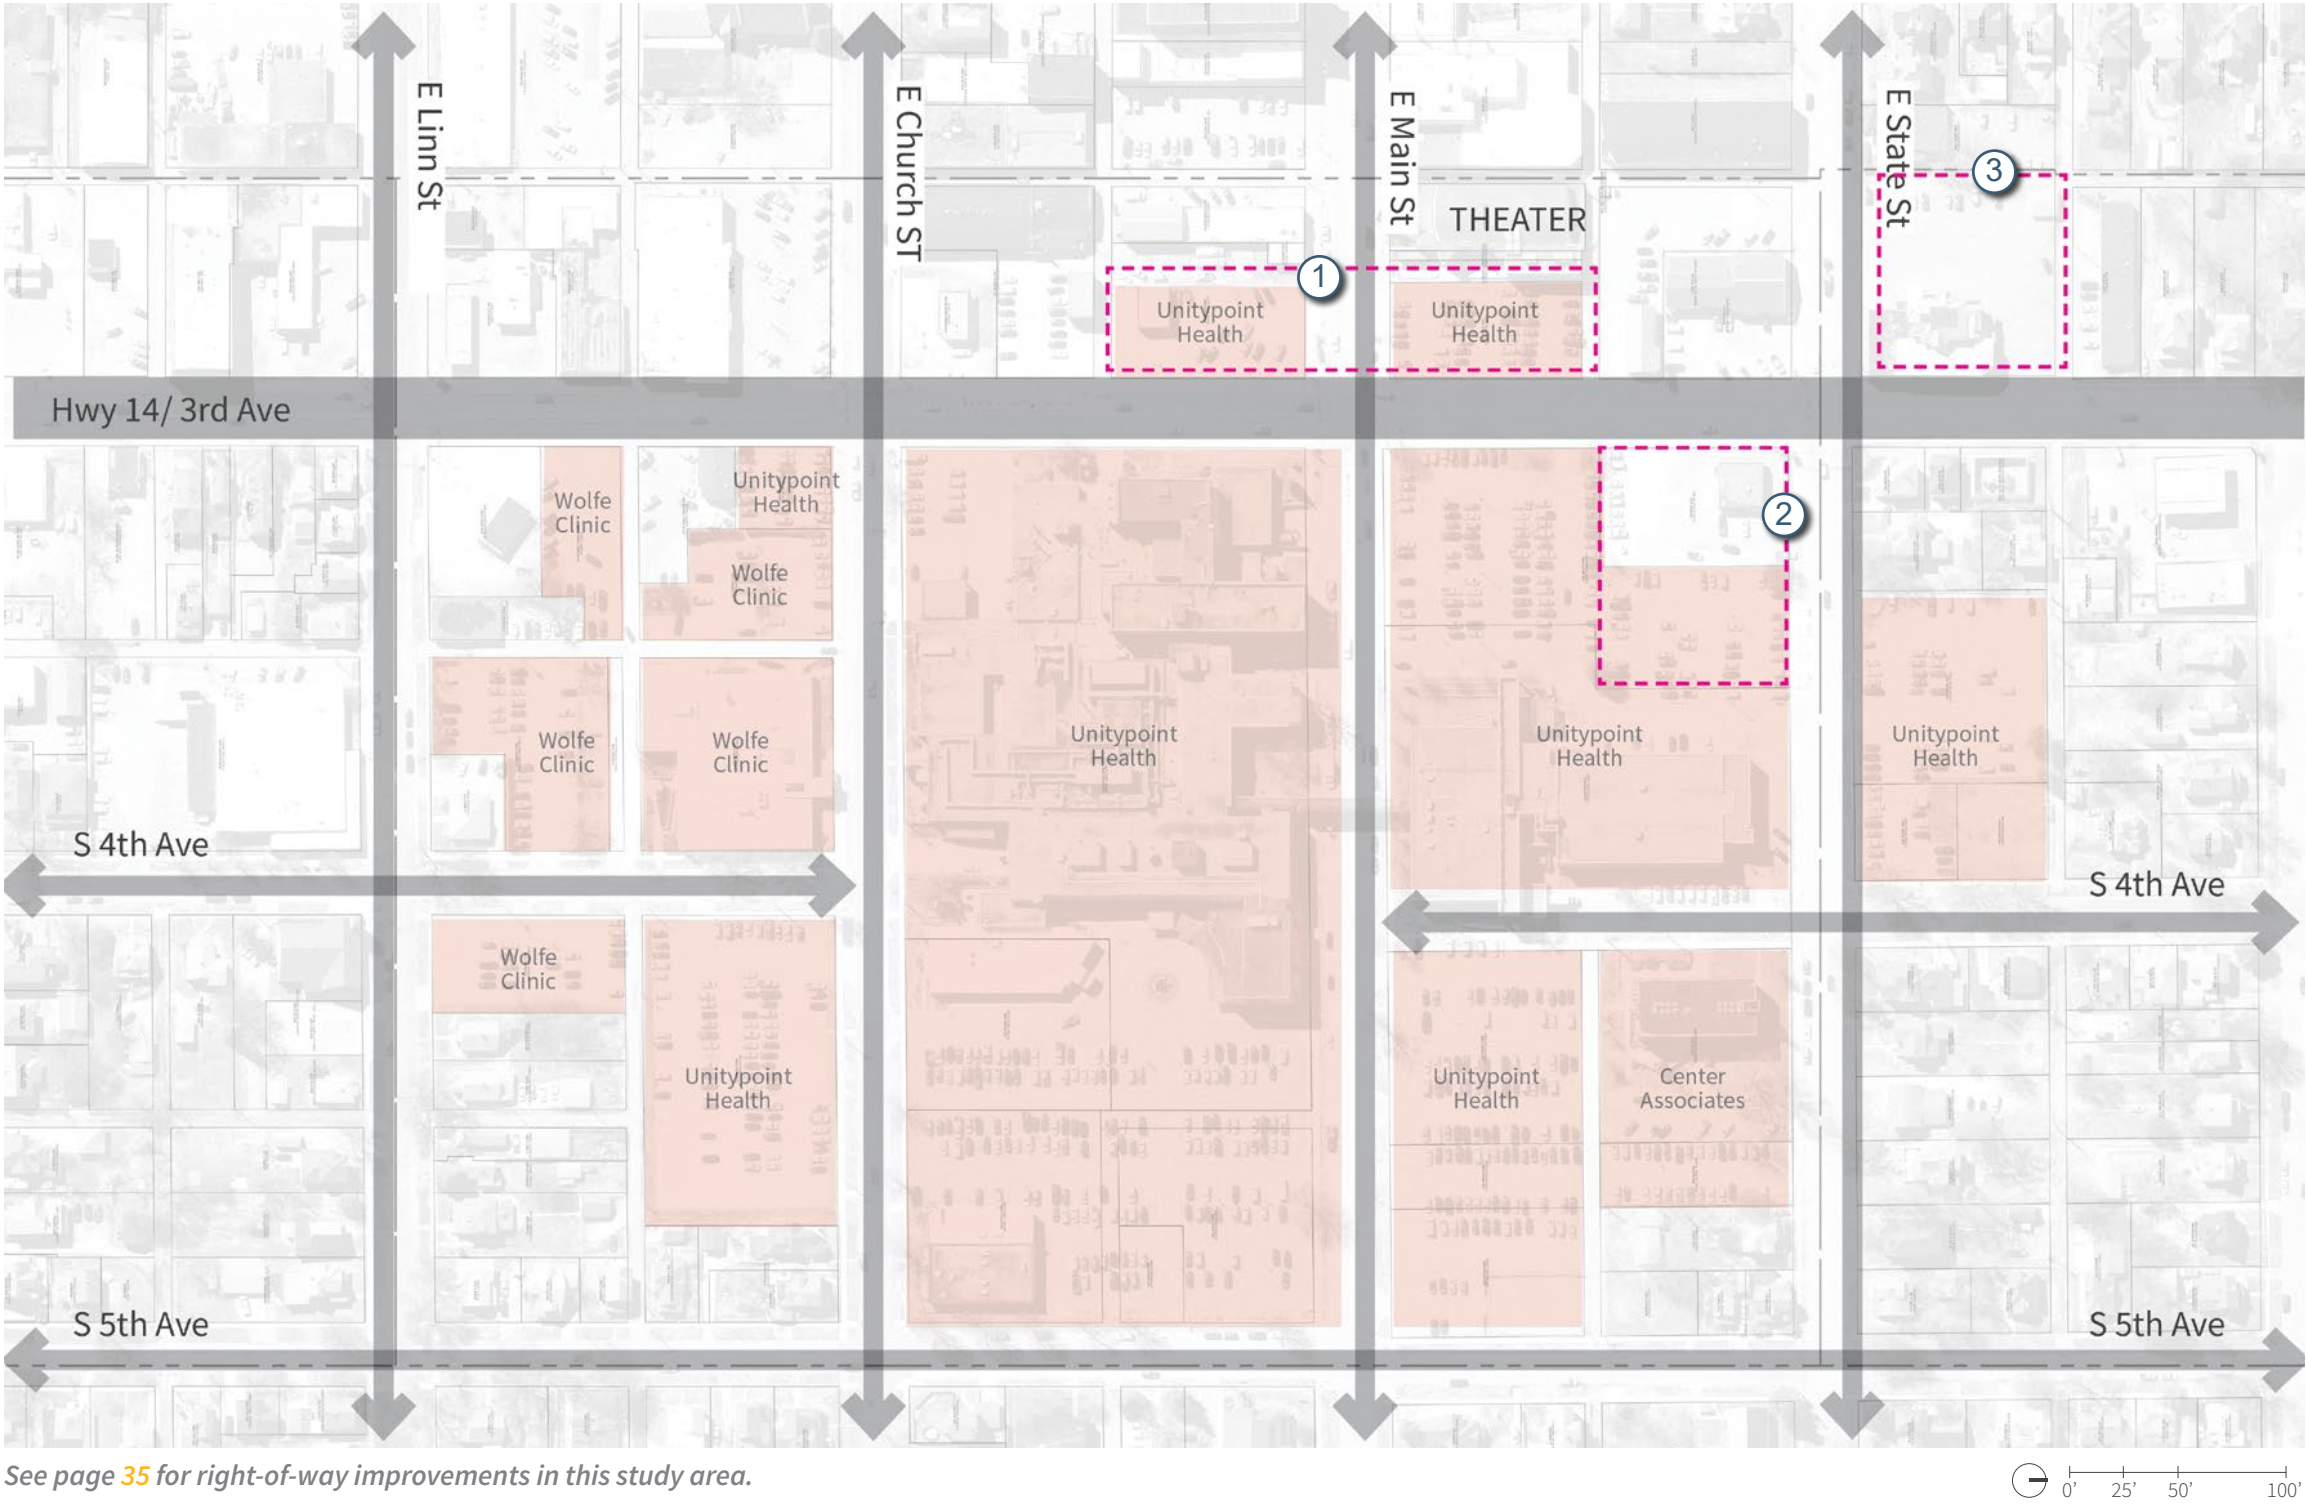 E Linn St
E Church ST
E Main St
E State St
3
THEATER
1
Unitypoint
Health
Unitypoint
Health
Hwy 14/ 3rd Ave
Wolfe
Clinic
Unitypoint
Health
2
Wolfe
Clinic
Wolfe
Clinic
Wolfe
Clinic
Unitypoint
Health
Unitypoint
Health
Unitypoint
Health
S 4th Ave
S 4th Ave
Wolfe
Clinic
Unitypoint
Health
Unitypoint
Health
Center
Associates
S 5th Ave
S 5th Ave
See page 35 for right-of-way improvements in this study area.
0' 25' 50' 100'